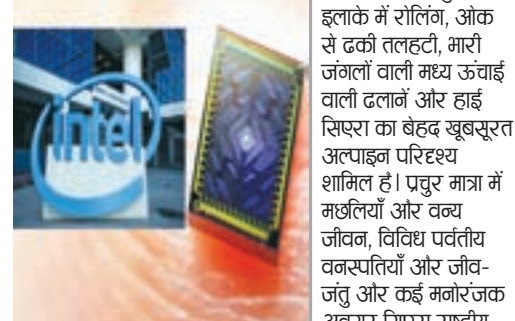 intel
इलाके में रोलिंग, ओक
से ढकी तलहटी, भारी
जंगलों वाली मध्य ऊंचाई
वाली ढलानें और हाई
सिएरा का बेहद खूबसूरत
अल्पाइन परिदृश्य
शामिल है। प्रचुर मात्रा में
मछलियाँ और वन्य
जीवन, विविध पर्वतीय
वनस्पतियाँ और जीव-
जंतु और कई मनोरंजक